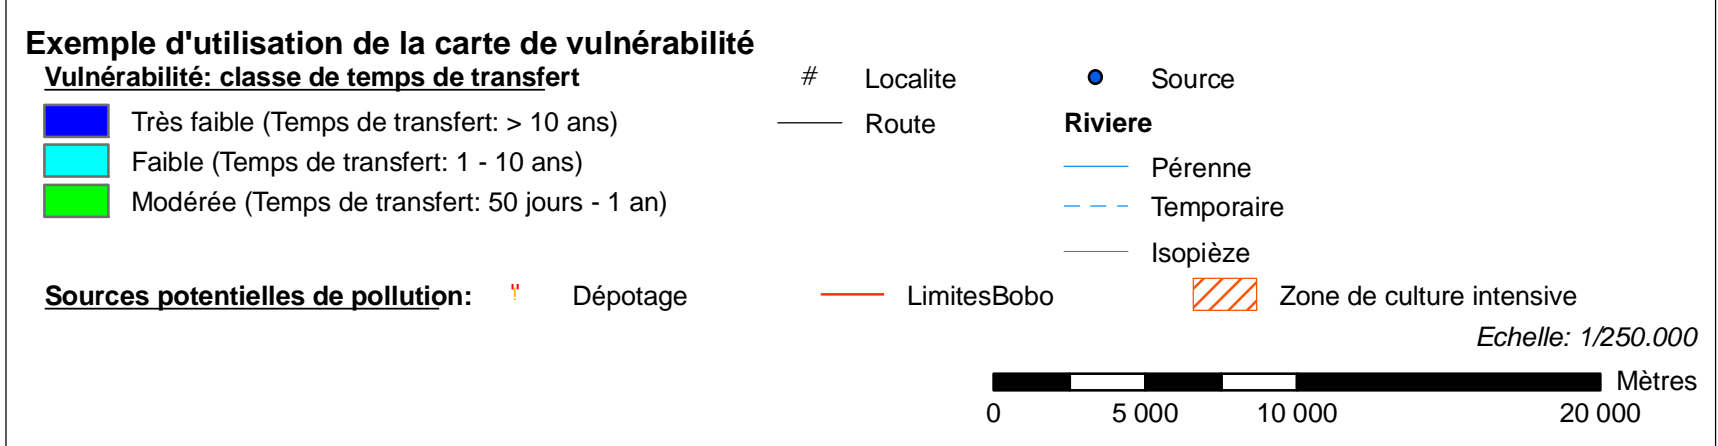 Exemple d'utilisation de la carte de vulnérabilité
Vulnérabilité: classe de temps de transfert
# Localite
Source
Très faible (Temps de transfert: > 10 ans)
Route
Riviere
Faible (Temps de transfert: 1 - 10 ans)
Pérenne
Modérée (Temps de transfert: 50 jours - 1 an)
Temporaire
Isopièze
Sources potentielles de pollution:
Dépotage
LimitesBobo
Zone de culture intensive
Echelle: 1/250.000
Mètres
0 5 000 10 000 20 000